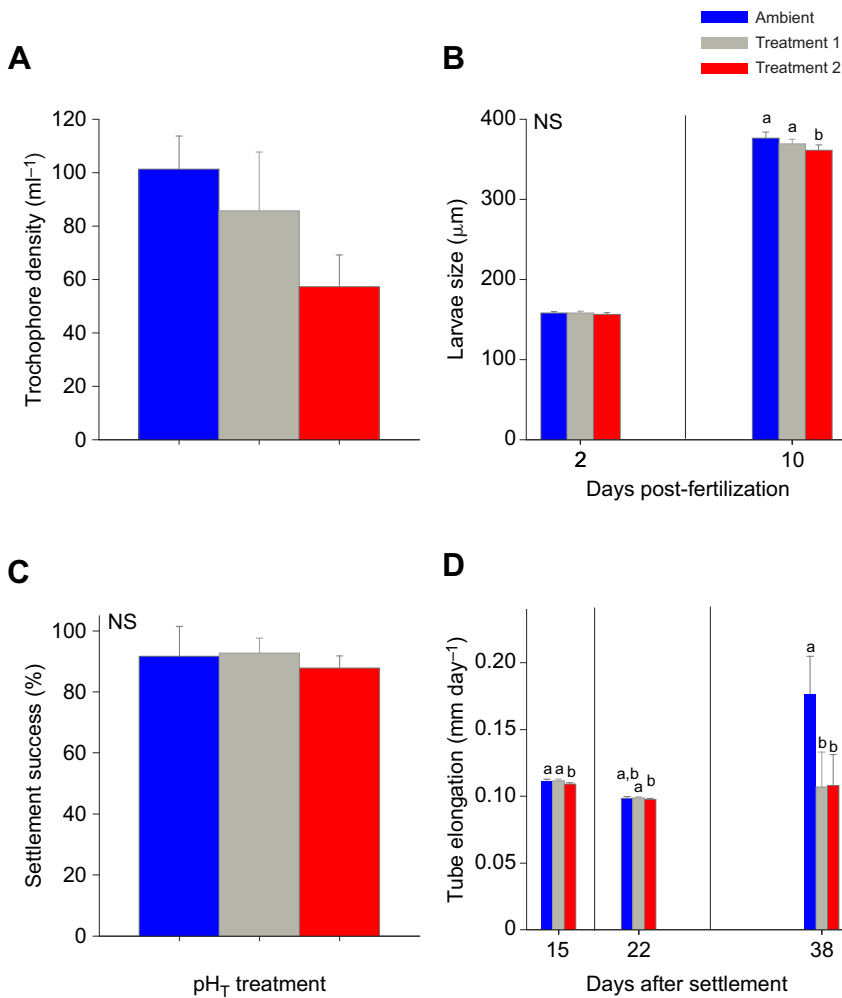 Ambient
Treatment 1
Treatment 2
A
120
100
80
60
40
20
0
Trochophore density (ml⁻¹)
B
NS
400
300
200
100
0
Larvae size (μm)
a a b
2 10
Days post-fertilization
C
NS
100
80
60
40
20
0
Settlement success (%)
pH_T treatment
D
0.20
0.15
0.10
0.05
0
Tube elongation (mm day⁻¹)
a a b
a,b a b
a b b
15 22 38
Days after settlement